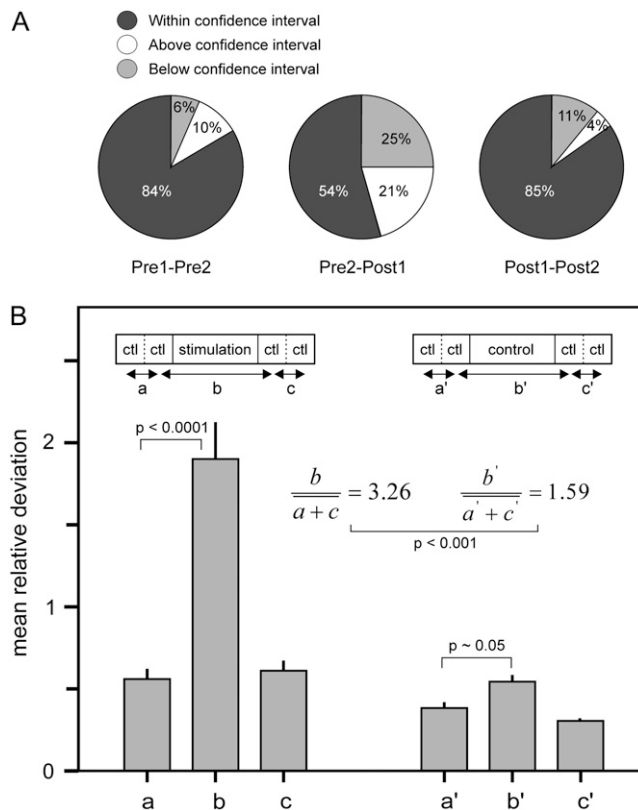 A
Within confidence interval
Above confidence interval
Below confidence interval
6%
10%
84%
25%
21%
54%
11%
4%
85%
Pre1-Pre2 Pre2-Post1 Post1-Post2
B
ctl ctl stimulation ctl ctl
ctl ctl control ctl ctl
a b c
a' b' c'
p < 0.0001
b / a + c = 3.26
b' / a' + c' = 1.59
p < 0.001
p ~ 0.05
mean relative deviation
2
1
0
a b c a' b' c'